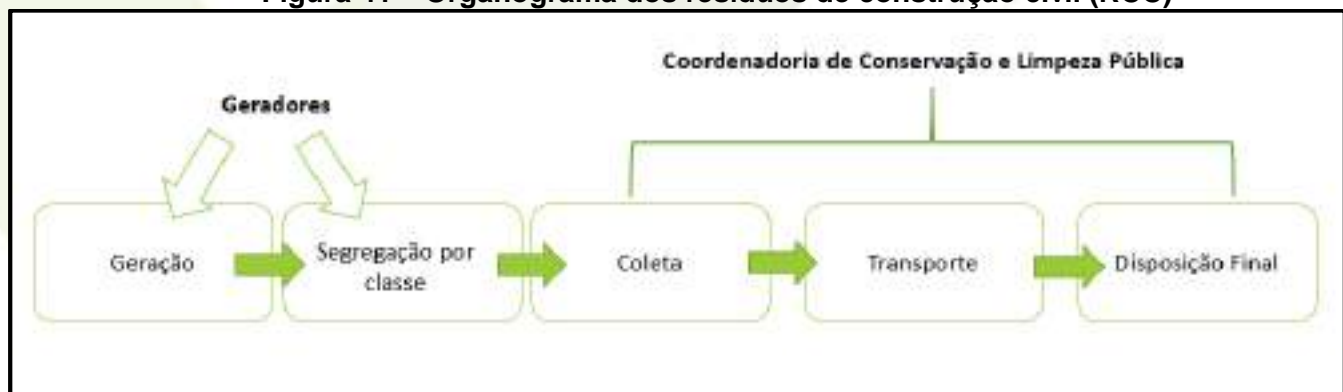 Coordenadoria de Conservação e Limpeza Pública
Geradores
Geração
Segregação por
classe
Coleta
Transporte
Disposição Final